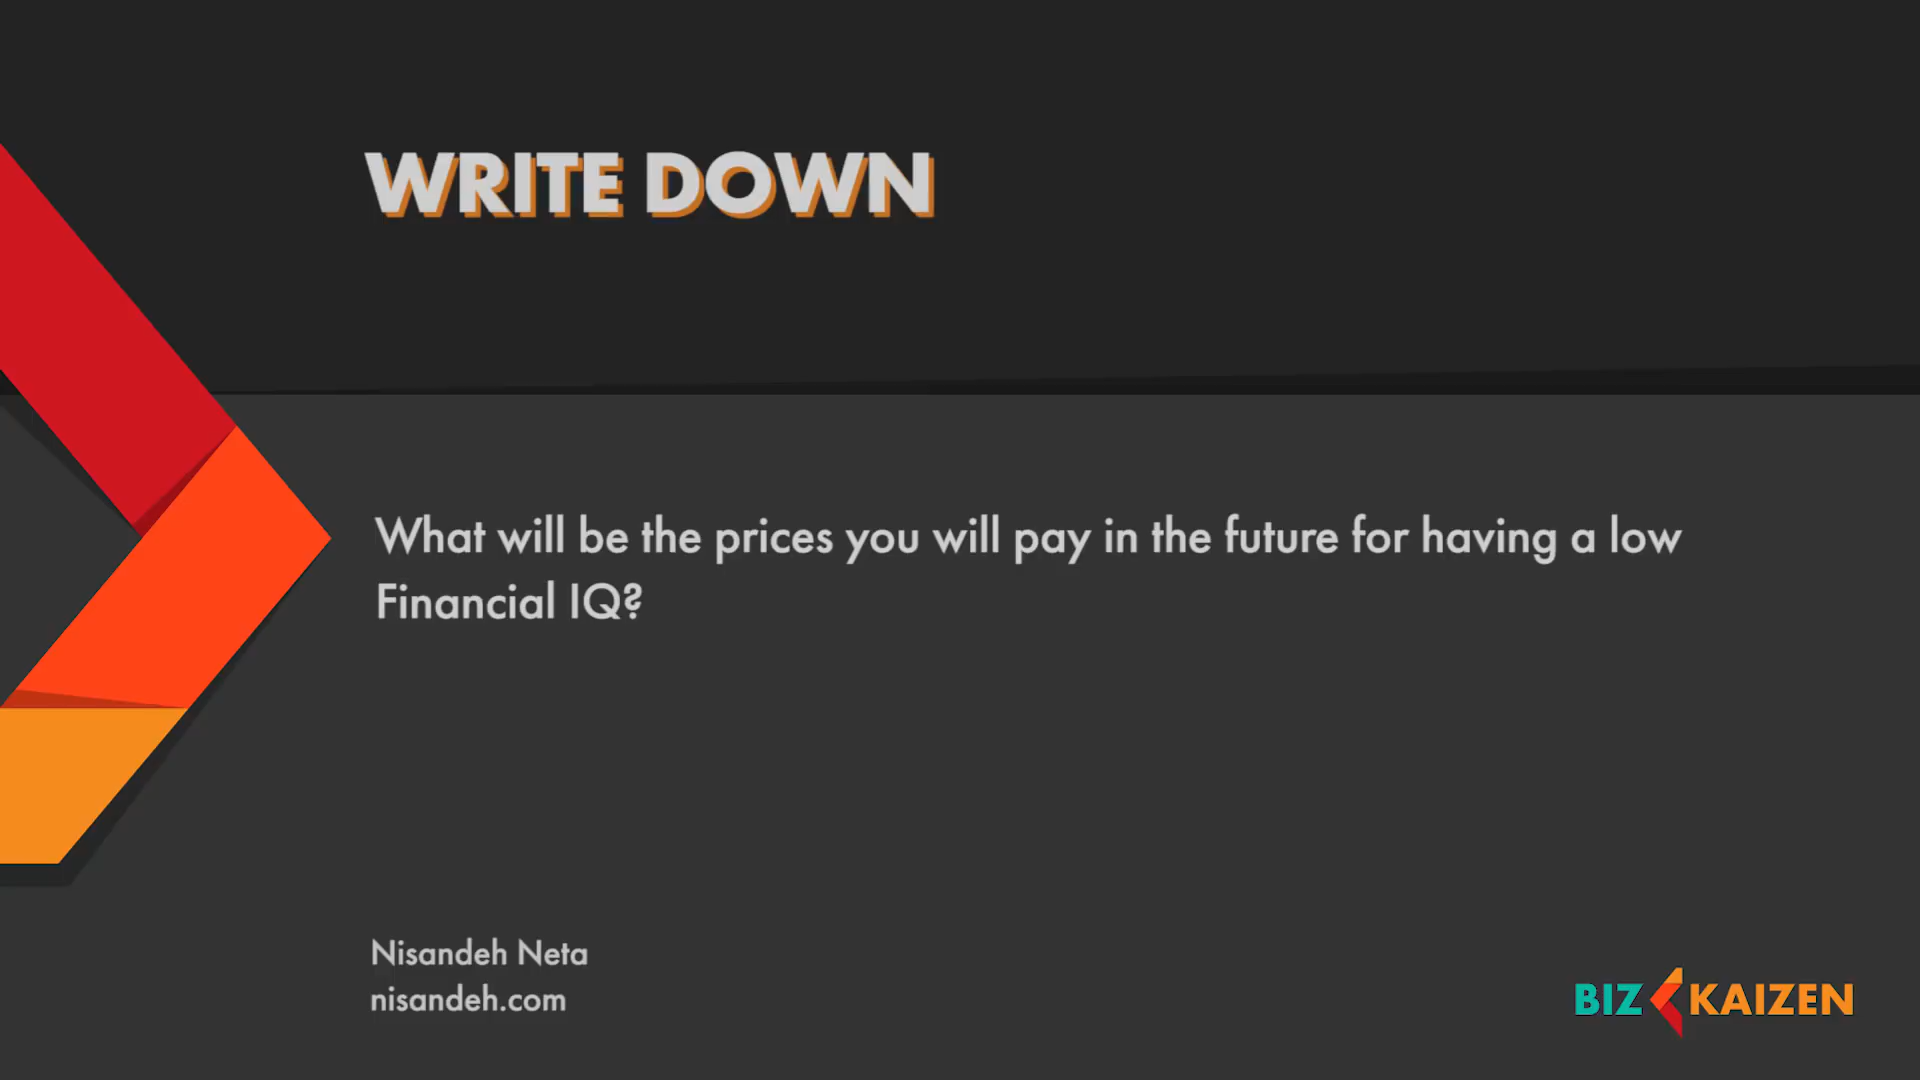 WRITE DOWN
What will be the prices you will pay in the future for having a low
Financial IQ?
Nisandeh Neta
nisandeh.com
BIZ KAIZEN